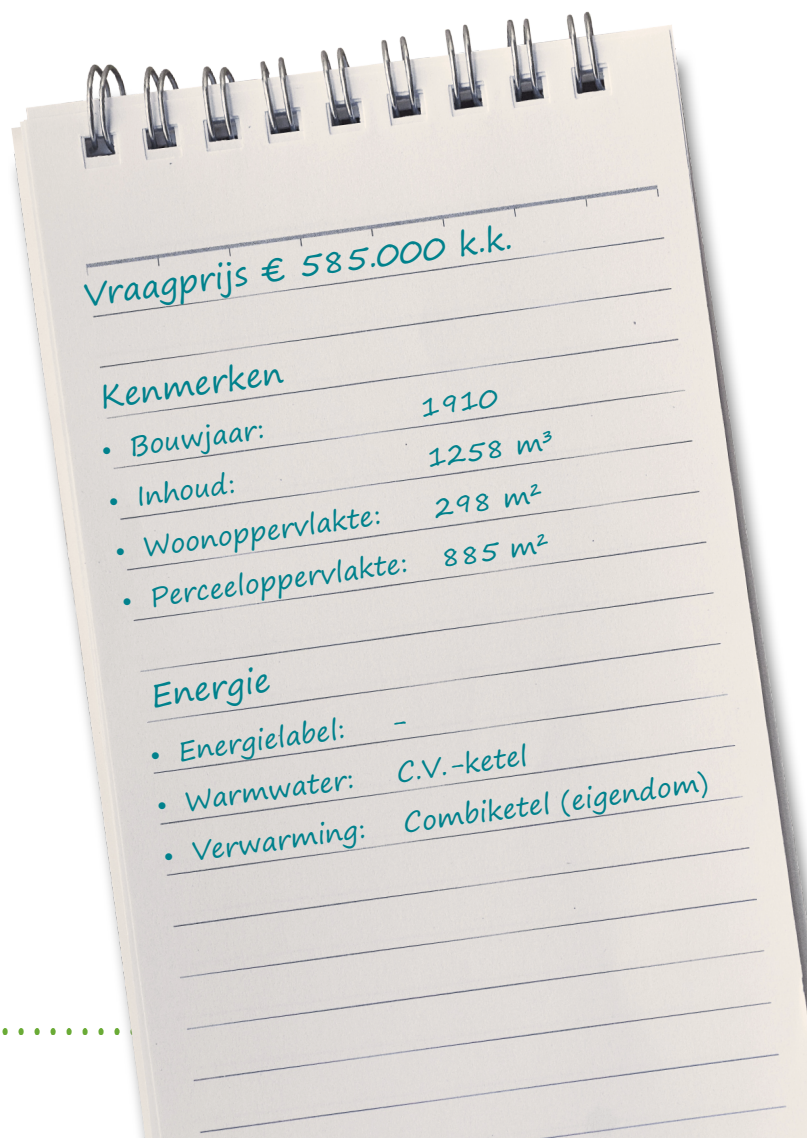 Vraagprijs € 585.000 k.k.
Kenmerken
• Bouwjaar: 1910
• Inhoud: 1258 m³
• Woonoppervlakte: 298 m²
• Perceeloppervlakte: 885 m²
Energie
• Energielabel: -
• Warmwater: C.V.-ketel
• Verwarming: Combiketel (eigendom)